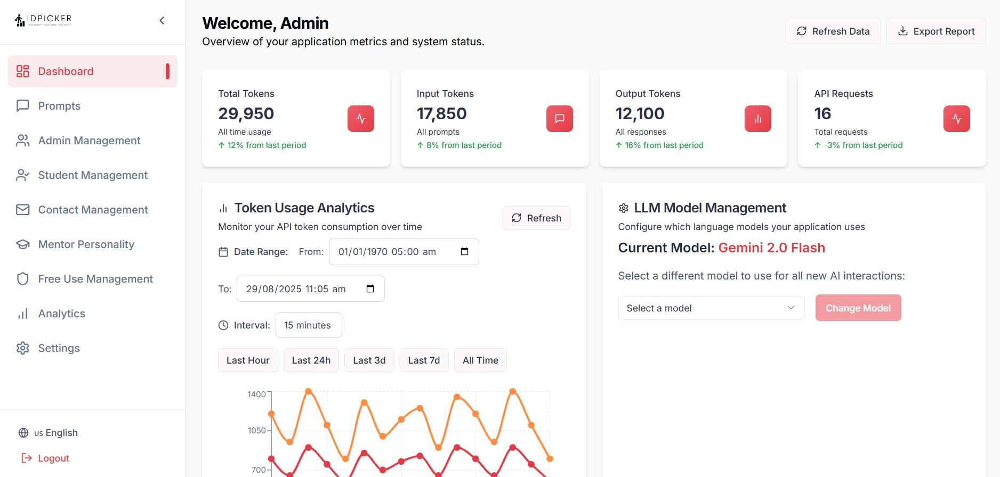 IDPICKER
Welcome, Admin
Overview of your application metrics and system status.
Refresh Data
Export Report
Dashboard
Prompts
Admin Management
Student Management
Contact Management
Mentor Personality
Free Use Management
Analytics
Settings
us English
Logout
Total Tokens
29,950
All time usage
↑ 12% from last period
Input Tokens
17,850
All prompts
↑ 8% from last period
Output Tokens
12,100
All responses
↑ 16% from last period
API Requests
16
Total requests
↑ -3% from last period
Token Usage Analytics
Monitor your API token consumption over time
Refresh
Date Range: From: 01/01/1970 05:00 am
To: 29/08/2025 11:05 am
Interval: 15 minutes
Last Hour Last 24h Last 3d Last 7d All Time
1400
1050
700
LLM Model Management
Configure which language models your application uses
Current Model: Gemini 2.0 Flash
Select a different model to use for all new AI interactions:
Select a model
Change Model